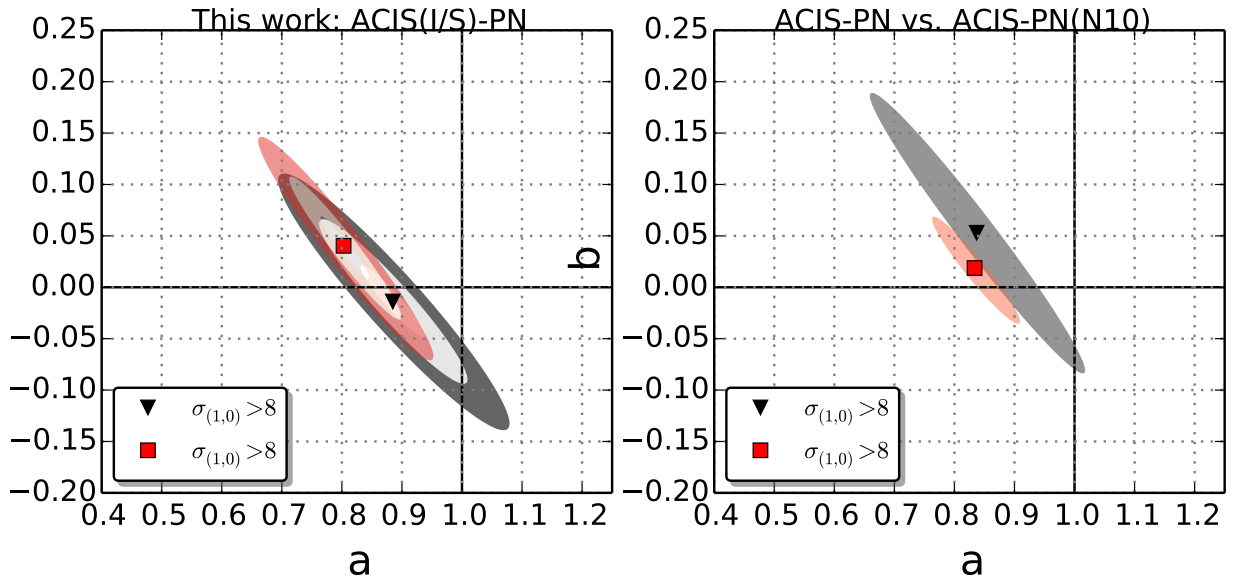 This work: ACIS(I/S)-PN
0.25
0.20
0.15
0.10
0.05
0.00
−0.05
−0.10
−0.15
−0.20
σ(1,0) >8
σ(1,0) >8
0.4 0.5 0.6 0.7 0.8 0.9 1.0 1.1 1.2
a
b
ACIS-PN vs. ACIS-PN(N10)
0.25
0.20
0.15
0.10
0.05
0.00
−0.05
−0.10
−0.15
−0.20
σ(1,0) >8
σ(1,0) >8
0.4 0.5 0.6 0.7 0.8 0.9 1.0 1.1 1.2
a